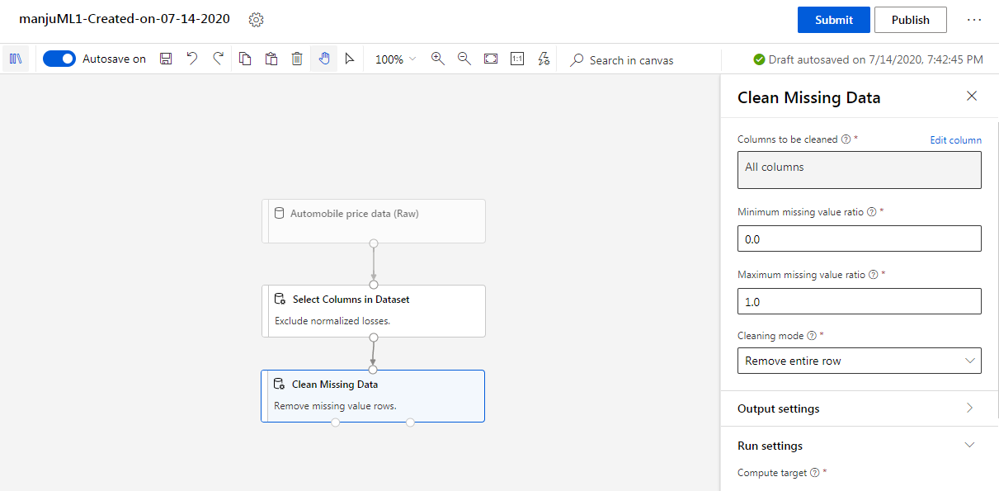 manjuML1-Created-on-07-14-2020
Submit
Publish
Autosave on
100%
1:1
Search in canvas
Draft autosaved on 7/14/2020, 7:42:45 PM
Automobile price data (Raw)
Select Columns in Dataset
Exclude normalized losses.
Clean Missing Data
Remove missing value rows.
Clean Missing Data
Columns to be cleaned ? *
Edit column
All columns
Minimum missing value ratio ? *
0.0
Maximum missing value ratio ? *
1.0
Cleaning mode ? *
Remove entire row
Output settings
Run settings
Compute target ? *